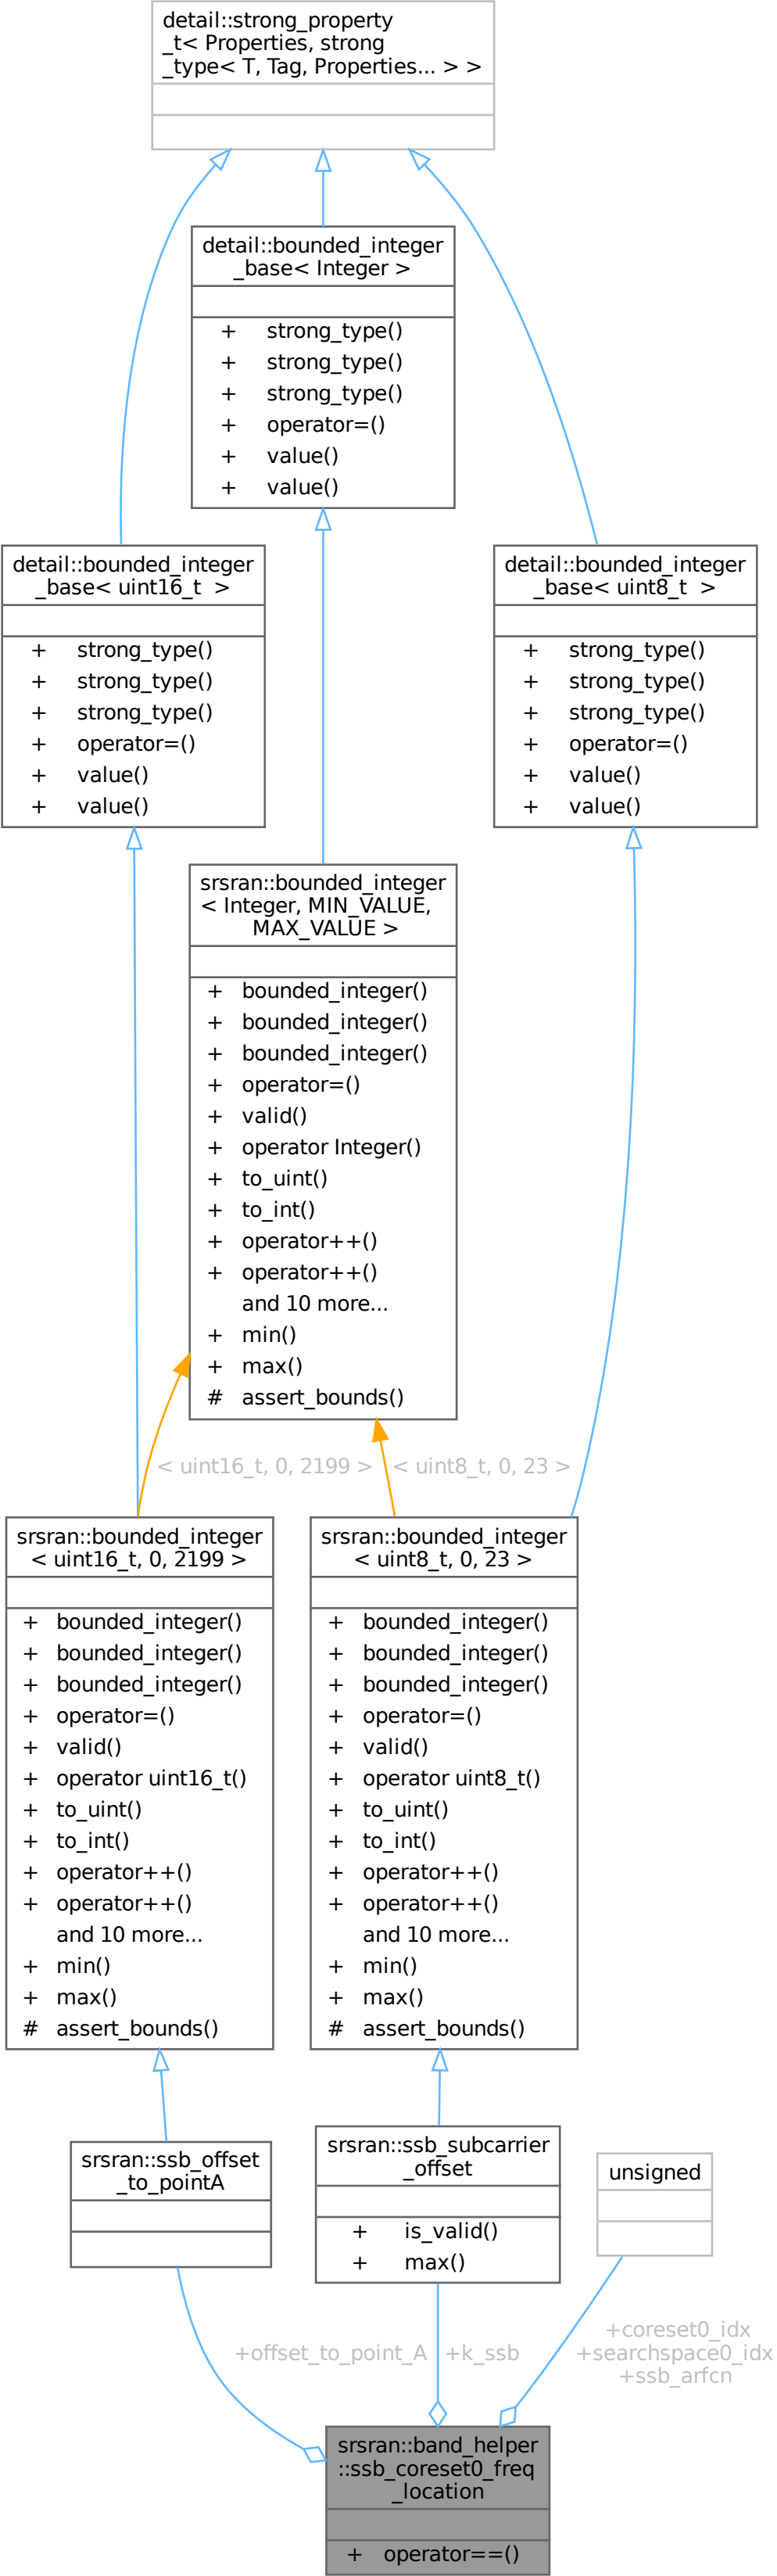 detail::strong_property
_t< Properties, strong
_type< T, Tag, Properties... > >
detail::bounded_integer
_base< Integer >
+ strong_type()
+ strong_type()
+ strong_type()
+ operator=()
+ value()
+ value()
detail::bounded_integer
_base< uint16_t >
+ strong_type()
+ strong_type()
+ strong_type()
+ operator=()
+ value()
+ value()
detail::bounded_integer
_base< uint8_t >
+ strong_type()
+ strong_type()
+ strong_type()
+ operator=()
+ value()
+ value()
srsran::bounded_integer
< Integer, MIN_VALUE,
MAX_VALUE >
+ bounded_integer()
+ bounded_integer()
+ bounded_integer()
+ operator=()
+ valid()
+ operator Integer()
+ to_uint()
+ to_int()
+ operator++()
+ operator++()
and 10 more...
+ min()
+ max()
# assert_bounds()
< uint16_t, 0, 2199 >
< uint8_t, 0, 23 >
srsran::bounded_integer
< uint16_t, 0, 2199 >
+ bounded_integer()
+ bounded_integer()
+ bounded_integer()
+ operator=()
+ valid()
+ operator uint16_t()
+ to_uint()
+ to_int()
+ operator++()
+ operator++()
and 10 more...
+ min()
+ max()
# assert_bounds()
srsran::bounded_integer
< uint8_t, 0, 23 >
+ bounded_integer()
+ bounded_integer()
+ bounded_integer()
+ operator=()
+ valid()
+ operator uint8_t()
+ to_uint()
+ to_int()
+ operator++()
+ operator++()
and 10 more...
+ min()
+ max()
# assert_bounds()
srsran::ssb_offset
_to_pointA
srsran::ssb_subcarrier
_offset
+ is_valid()
+ max()
unsigned
+offset_to_point_A
+k_ssb
+coreset0_idx
+searchspace0_idx
+ssb_arfcn
srsran::band_helper
::ssb_coreset0_freq
_location
+ operator==()